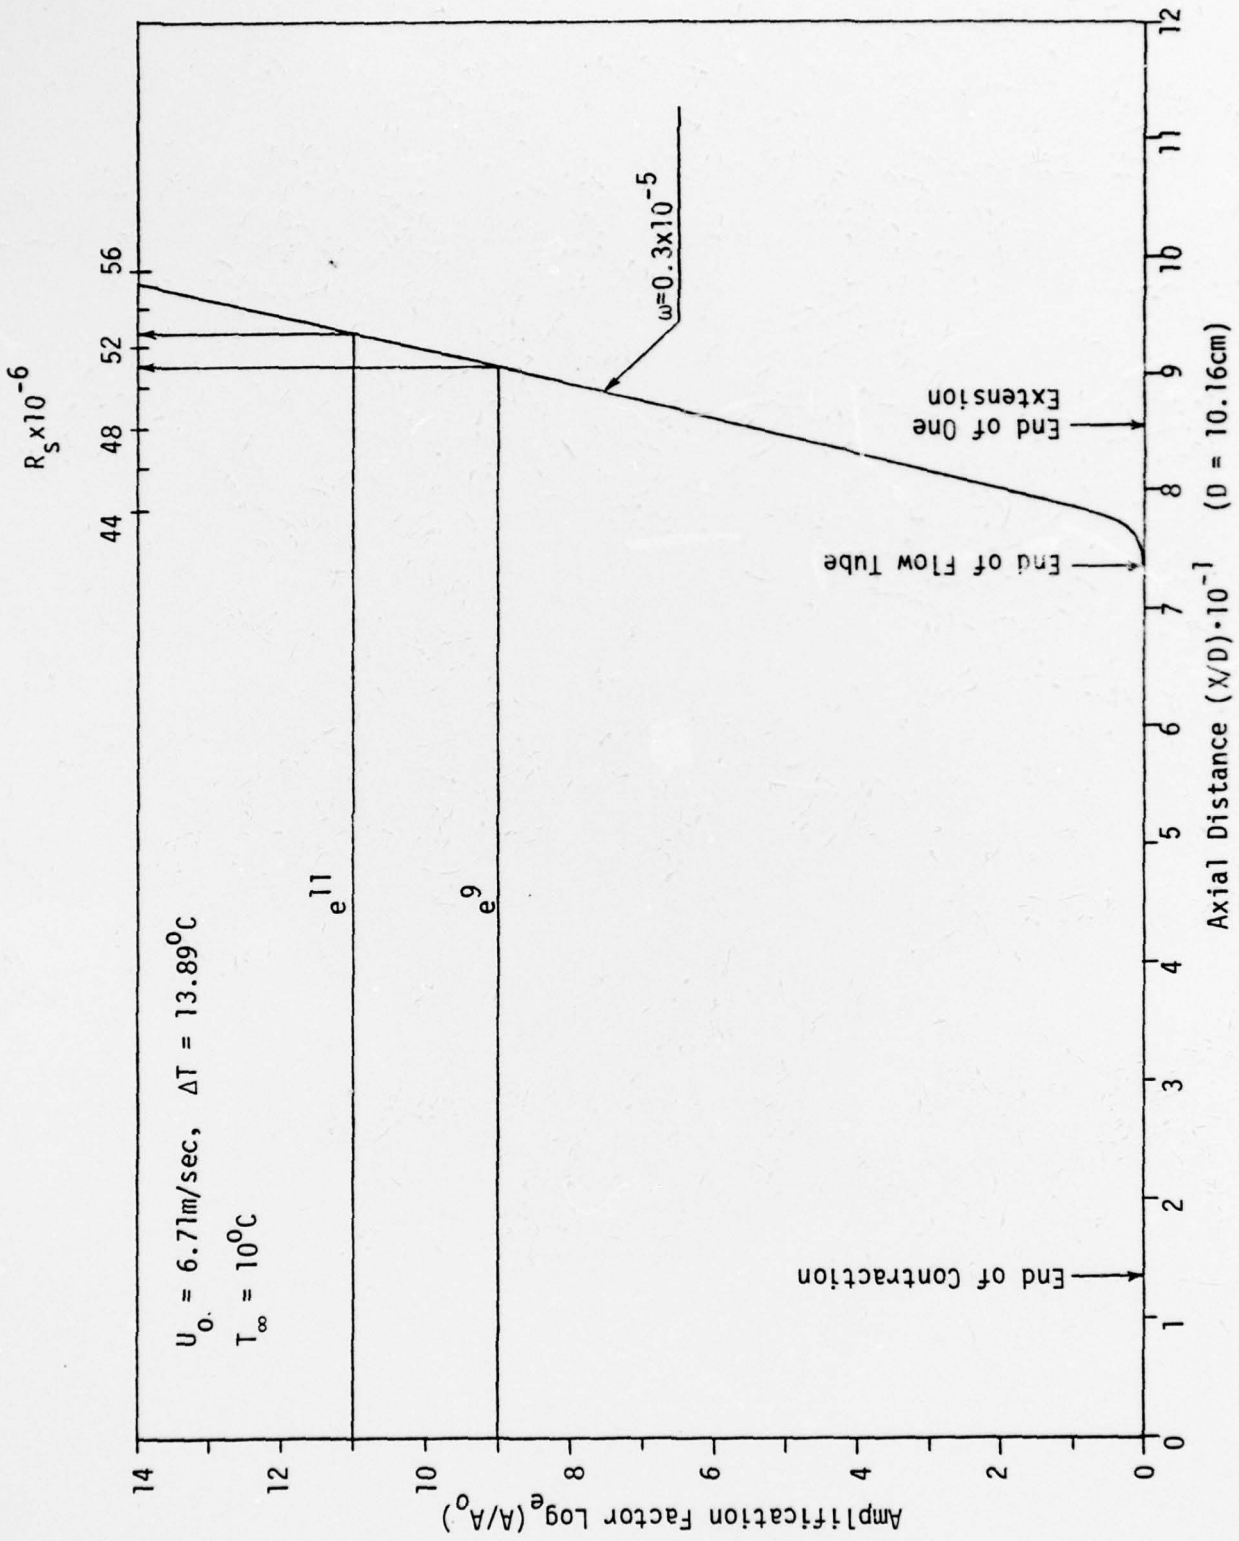 R_s x10^-6
44 48 52 56
U_o. = 6.71m/sec, ΔT = 13.89°C
T_∞ = 10°C
e^11
e^9
ω=0.3x10^-5
End of Contraction
End of Flow Tube
End of One
Extension
Amplification Factor Log_e(A/A_o)
14
12
10
8
6
4
2
0
0 1 2 3 4 5 6 7 8 9 10 11 12
Axial Distance (X/D)·10^-1 (D = 10.16cm)